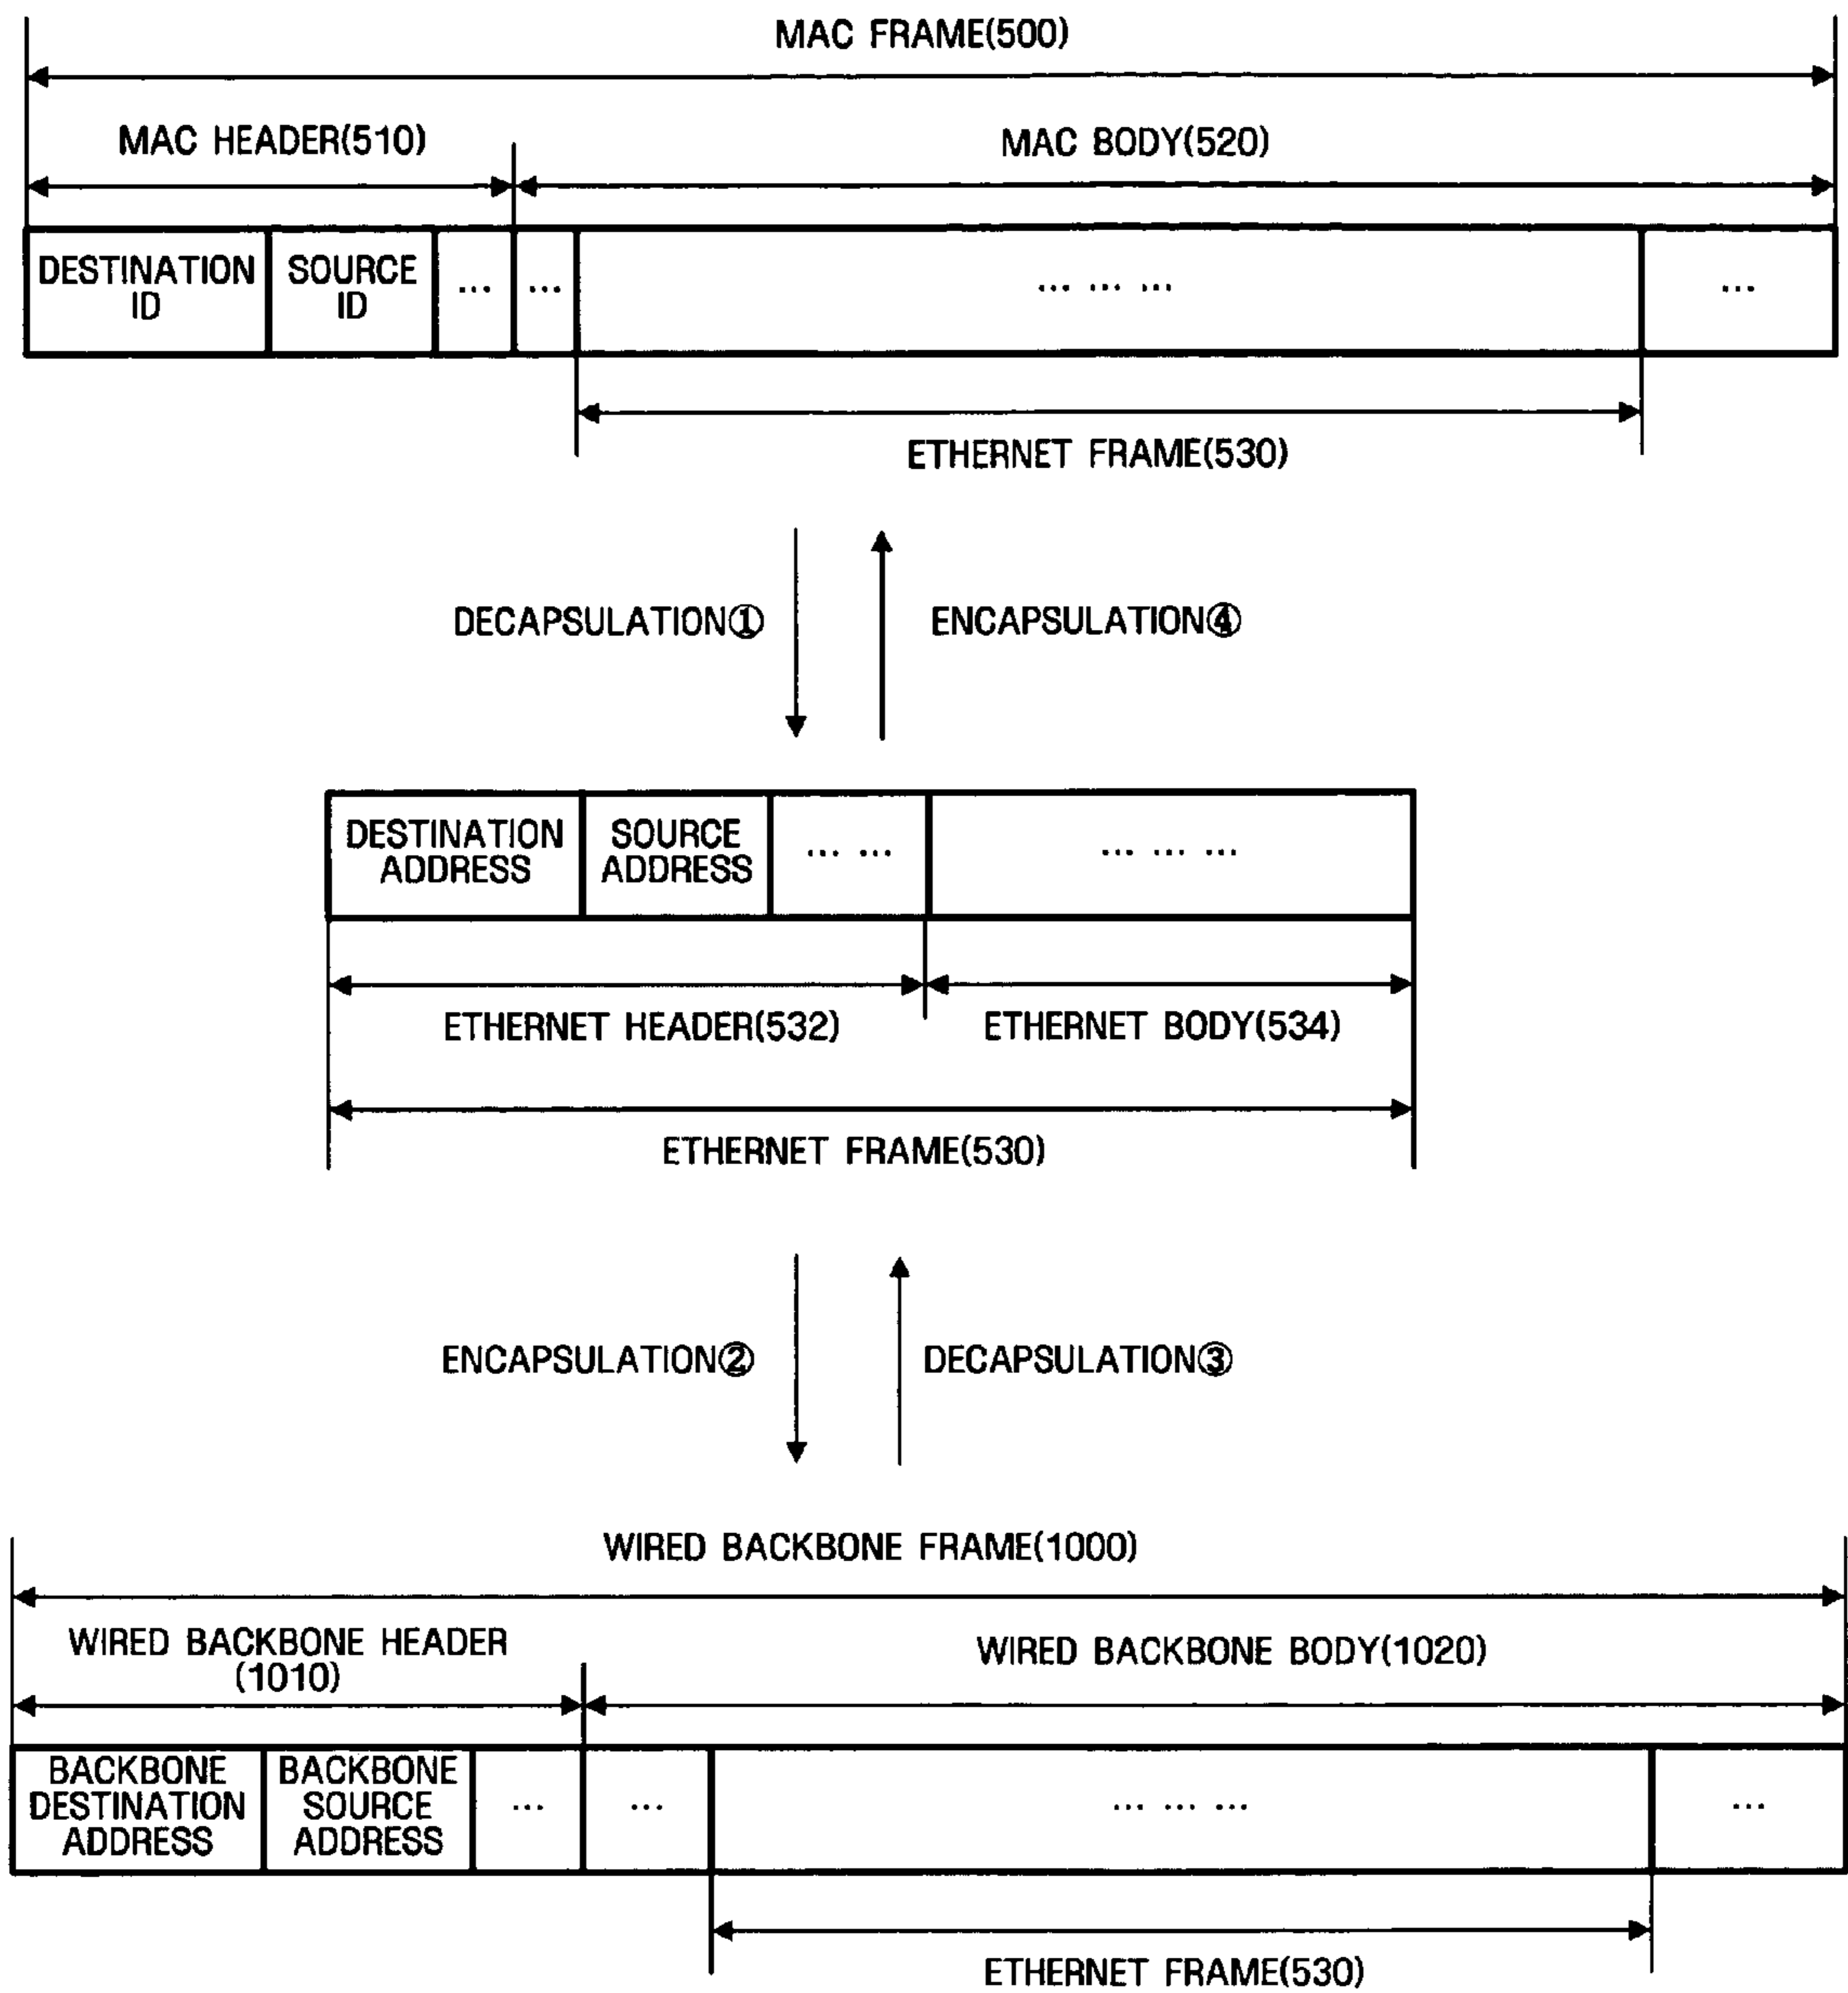 MAC FRAME(500)
MAC HEADER(510)
MAC BODY(520)
DESTINATION
ID
SOURCE
ID
...
...
... ... ...
...
ETHERNET FRAME(530)
DECAPSULATION①
ENCAPSULATION④
DESTINATION
ADDRESS
SOURCE
ADDRESS
... ...
... ... ...
ETHERNET HEADER(532)
ETHERNET BODY(534)
ETHERNET FRAME(530)
ENCAPSULATION②
DECAPSULATION③
WIRED BACKBONE FRAME(1000)
WIRED BACKBONE HEADER
(1010)
WIRED BACKBONE BODY(1020)
BACKBONE
DESTINATION
ADDRESS
BACKBONE
SOURCE
ADDRESS
...
...
... ... ...
...
ETHERNET FRAME(530)